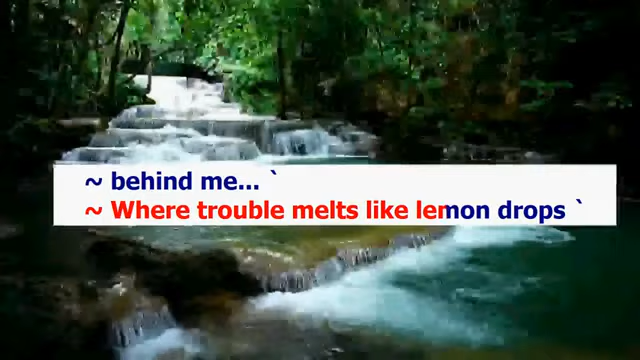 ~ behind me... `
~ Where trouble melts like lemon drops `